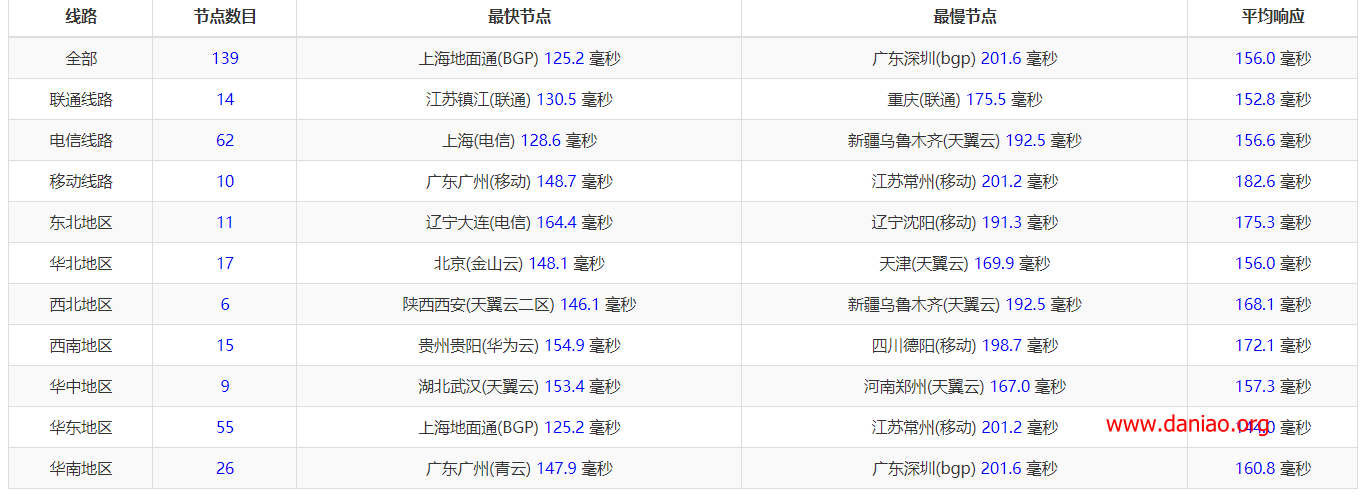 线路 节点数目 最快节点 最慢节点 平均响应
全部 139 上海地面通(BGP) 125.2 毫秒 广东深圳(bgp) 201.6 毫秒 156.0 毫秒
联通线路 14 江苏镇江(联通) 130.5 毫秒 重庆(联通) 175.5 毫秒 152.8 毫秒
电信线路 62 上海(电信) 128.6 毫秒 新疆乌鲁木齐(天翼云) 192.5 毫秒 156.6 毫秒
移动线路 10 广东广州(移动) 148.7 毫秒 江苏常州(移动) 201.2 毫秒 182.6 毫秒
东北地区 11 辽宁大连(电信) 164.4 毫秒 辽宁沈阳(移动) 191.3 毫秒 175.3 毫秒
华北地区 17 北京(金山云) 148.1 毫秒 天津(天翼云) 169.9 毫秒 156.0 毫秒
西北地区 6 陕西西安(天翼云二区) 146.1 毫秒 新疆乌鲁木齐(天翼云) 192.5 毫秒 168.1 毫秒
西南地区 15 贵州贵阳(华为云) 154.9 毫秒 四川德阳(移动) 198.7 毫秒 172.1 毫秒
华中地区 9 湖北武汉(天翼云) 153.4 毫秒 河南郑州(天翼云) 167.0 毫秒 157.3 毫秒
华东地区 55 上海地面通(BGP) 125.2 毫秒 江苏常州(移动) 201.2 毫秒 144.0 毫秒
www.daniao.org
华南地区 26 广东广州(青云) 147.9 毫秒 广东深圳(bgp) 201.6 毫秒 160.8 毫秒